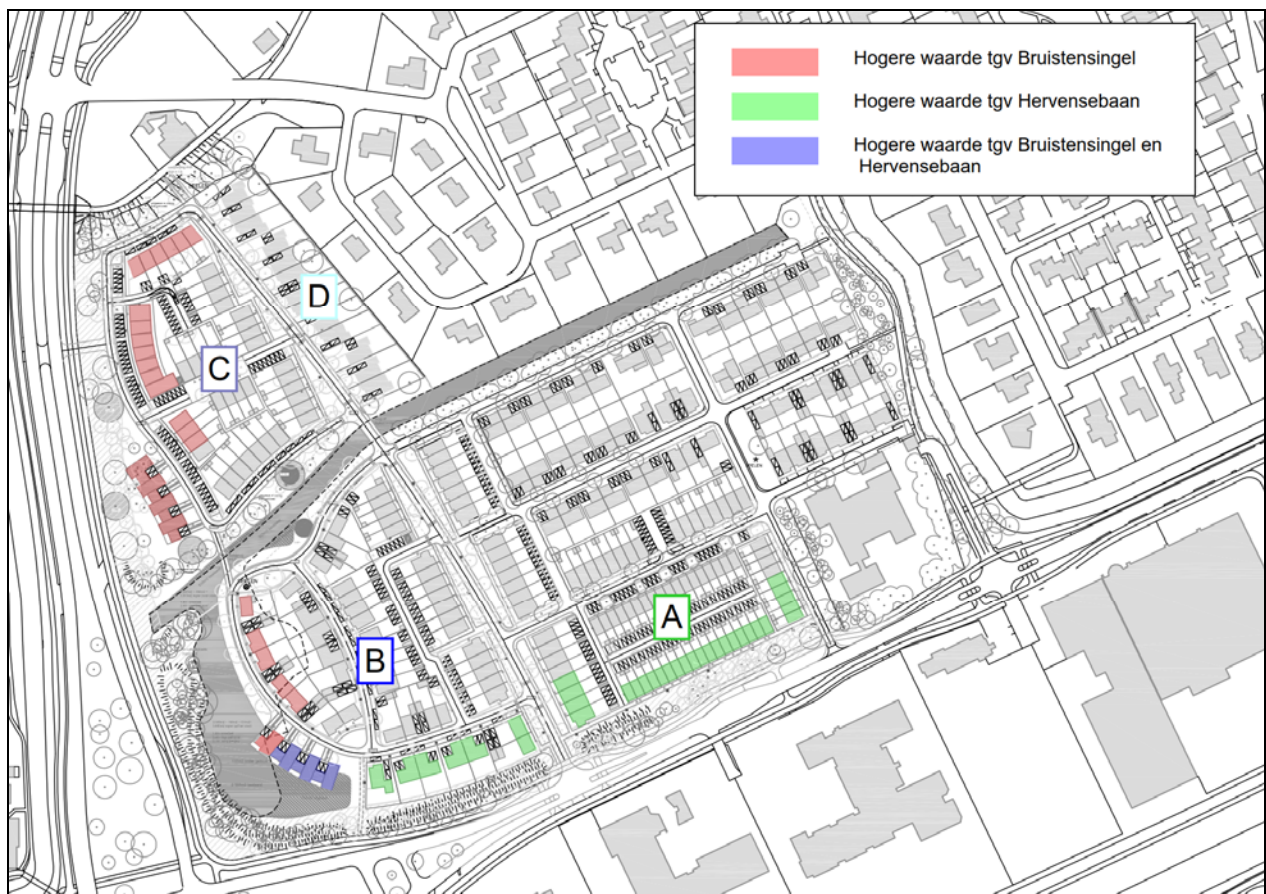 Hogere waarde tgv Bruistensingel
Hogere waarde tgv Hervensebaan
Hogere waarde tgv Bruistensingel en
Hervensebaan
D
C
A
B